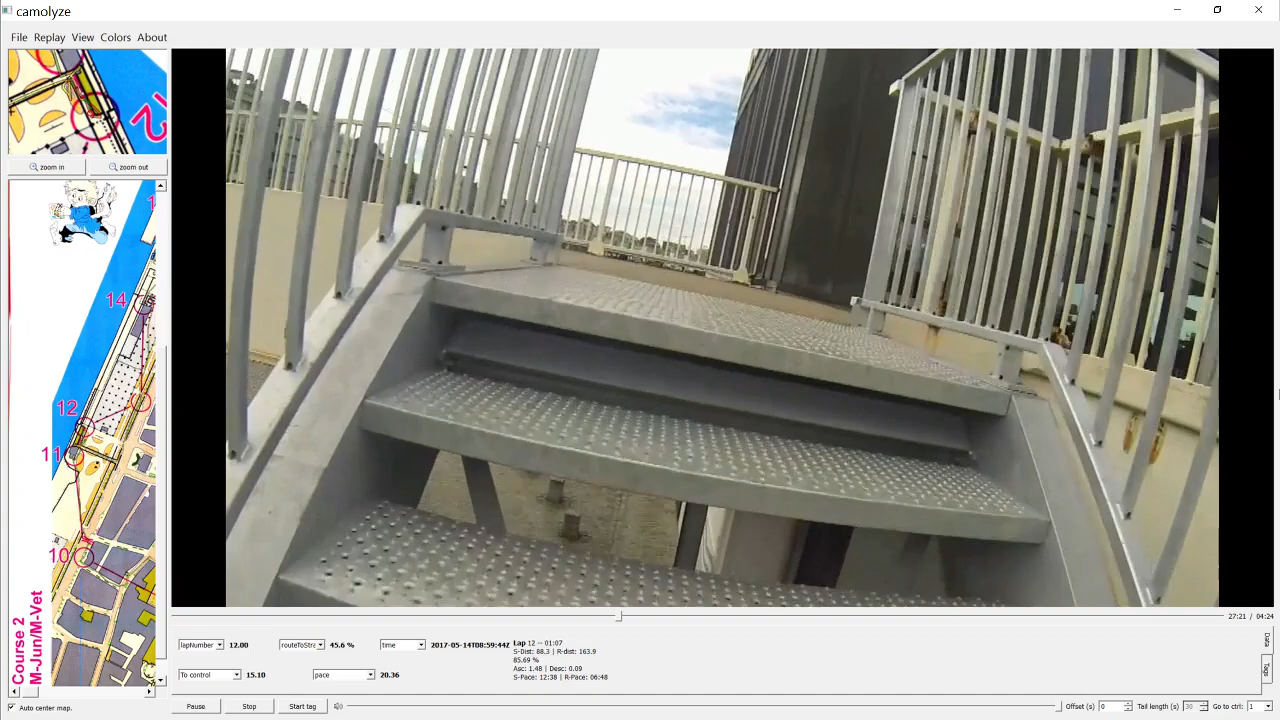 camolyze
File Replay View Colors About
12
zoom in zoom out
1
14
12
11
10
Course 2
M-Jun/M-Vet
27:21 / 04:24
lapNumber 12.00 routeToStra 45.6 % time 2017-05-14T08:59:44Z
Lap 12 -- 01:07
S-Dist: 88.3 | R-dist: 163.9
85.69 %
Asc: 1.48 | Desc: 0.09
S-Pace: 12:38 | R-Pace: 06:48
To control 15.10 pace 20.36
Data
Tags
Auto center map.
Pause Stop Start tag Offset (s) 0 Tail length (s) 30 Go to ctrl: 1